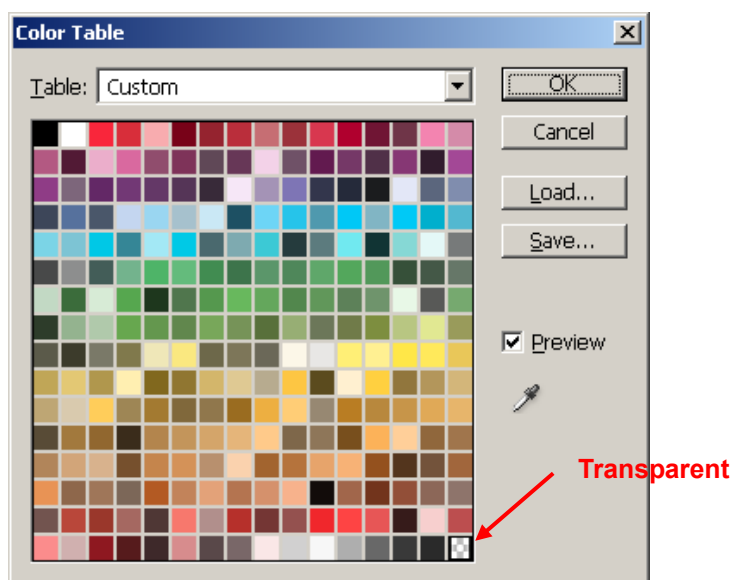 Color Table
Table: Custom
OK
Cancel
Load...
Save...
Preview
Transparent